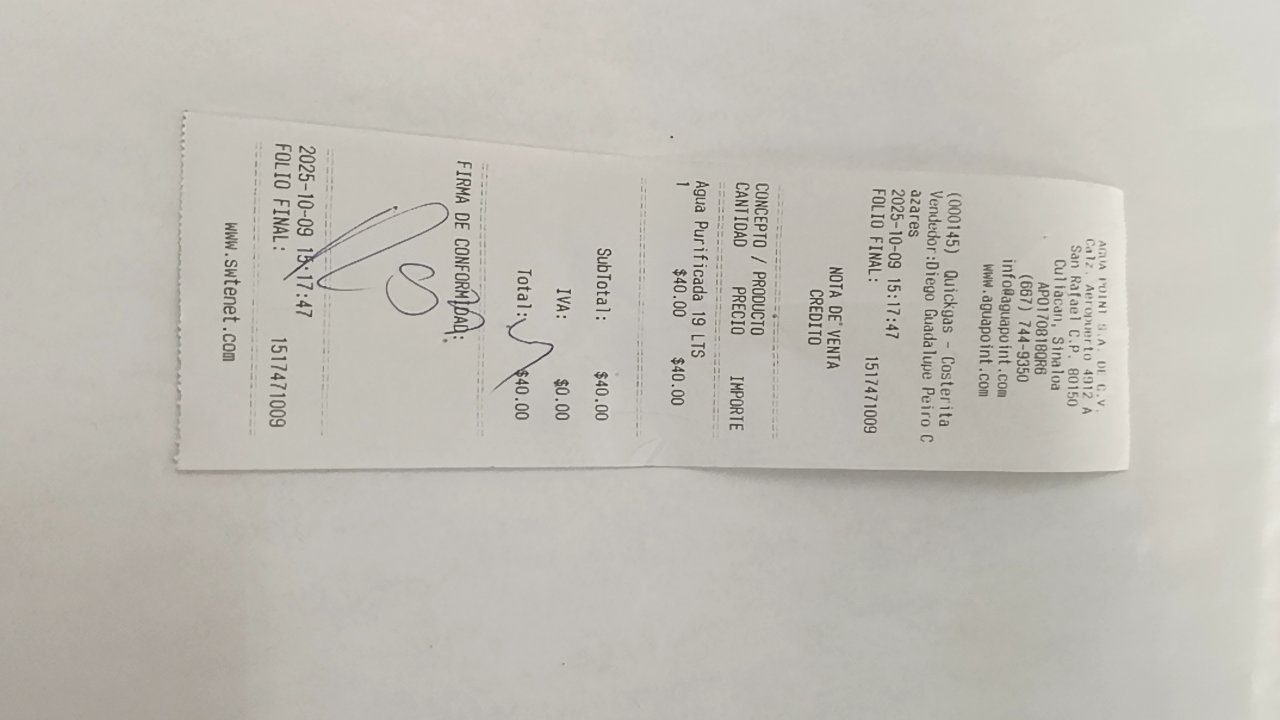 AGUA POINT S.A. DE C.V.
Calz. Aeropuerto 4912 A
San Rafael C.P. 80150
Culiacan, Sinaloa
APO170818QR6
(667) 744-9350
info@aguapoint.com
www.aguapoint.com
(000145) Quickgas - Costerita
Vendedor:Diego Guadalupe Peiro C
azares
2025-10-09 15:17:47
FOLIO FINAL: 1517471009
NOTA DE VENTA
CREDITO
CONCEPTO / PRODUCTO
CANTIDAD PRECIO IMPORTE
Agua Purificada 19 LTS
1 $40.00 $40.00
SubTotal: $40.00
IVA: $0.00
Total: $40.00
FIRMA DE CONFORMIDAD:
2025-10-09 15:17:47
FOLIO FINAL: 1517471009
www.swtenet.com